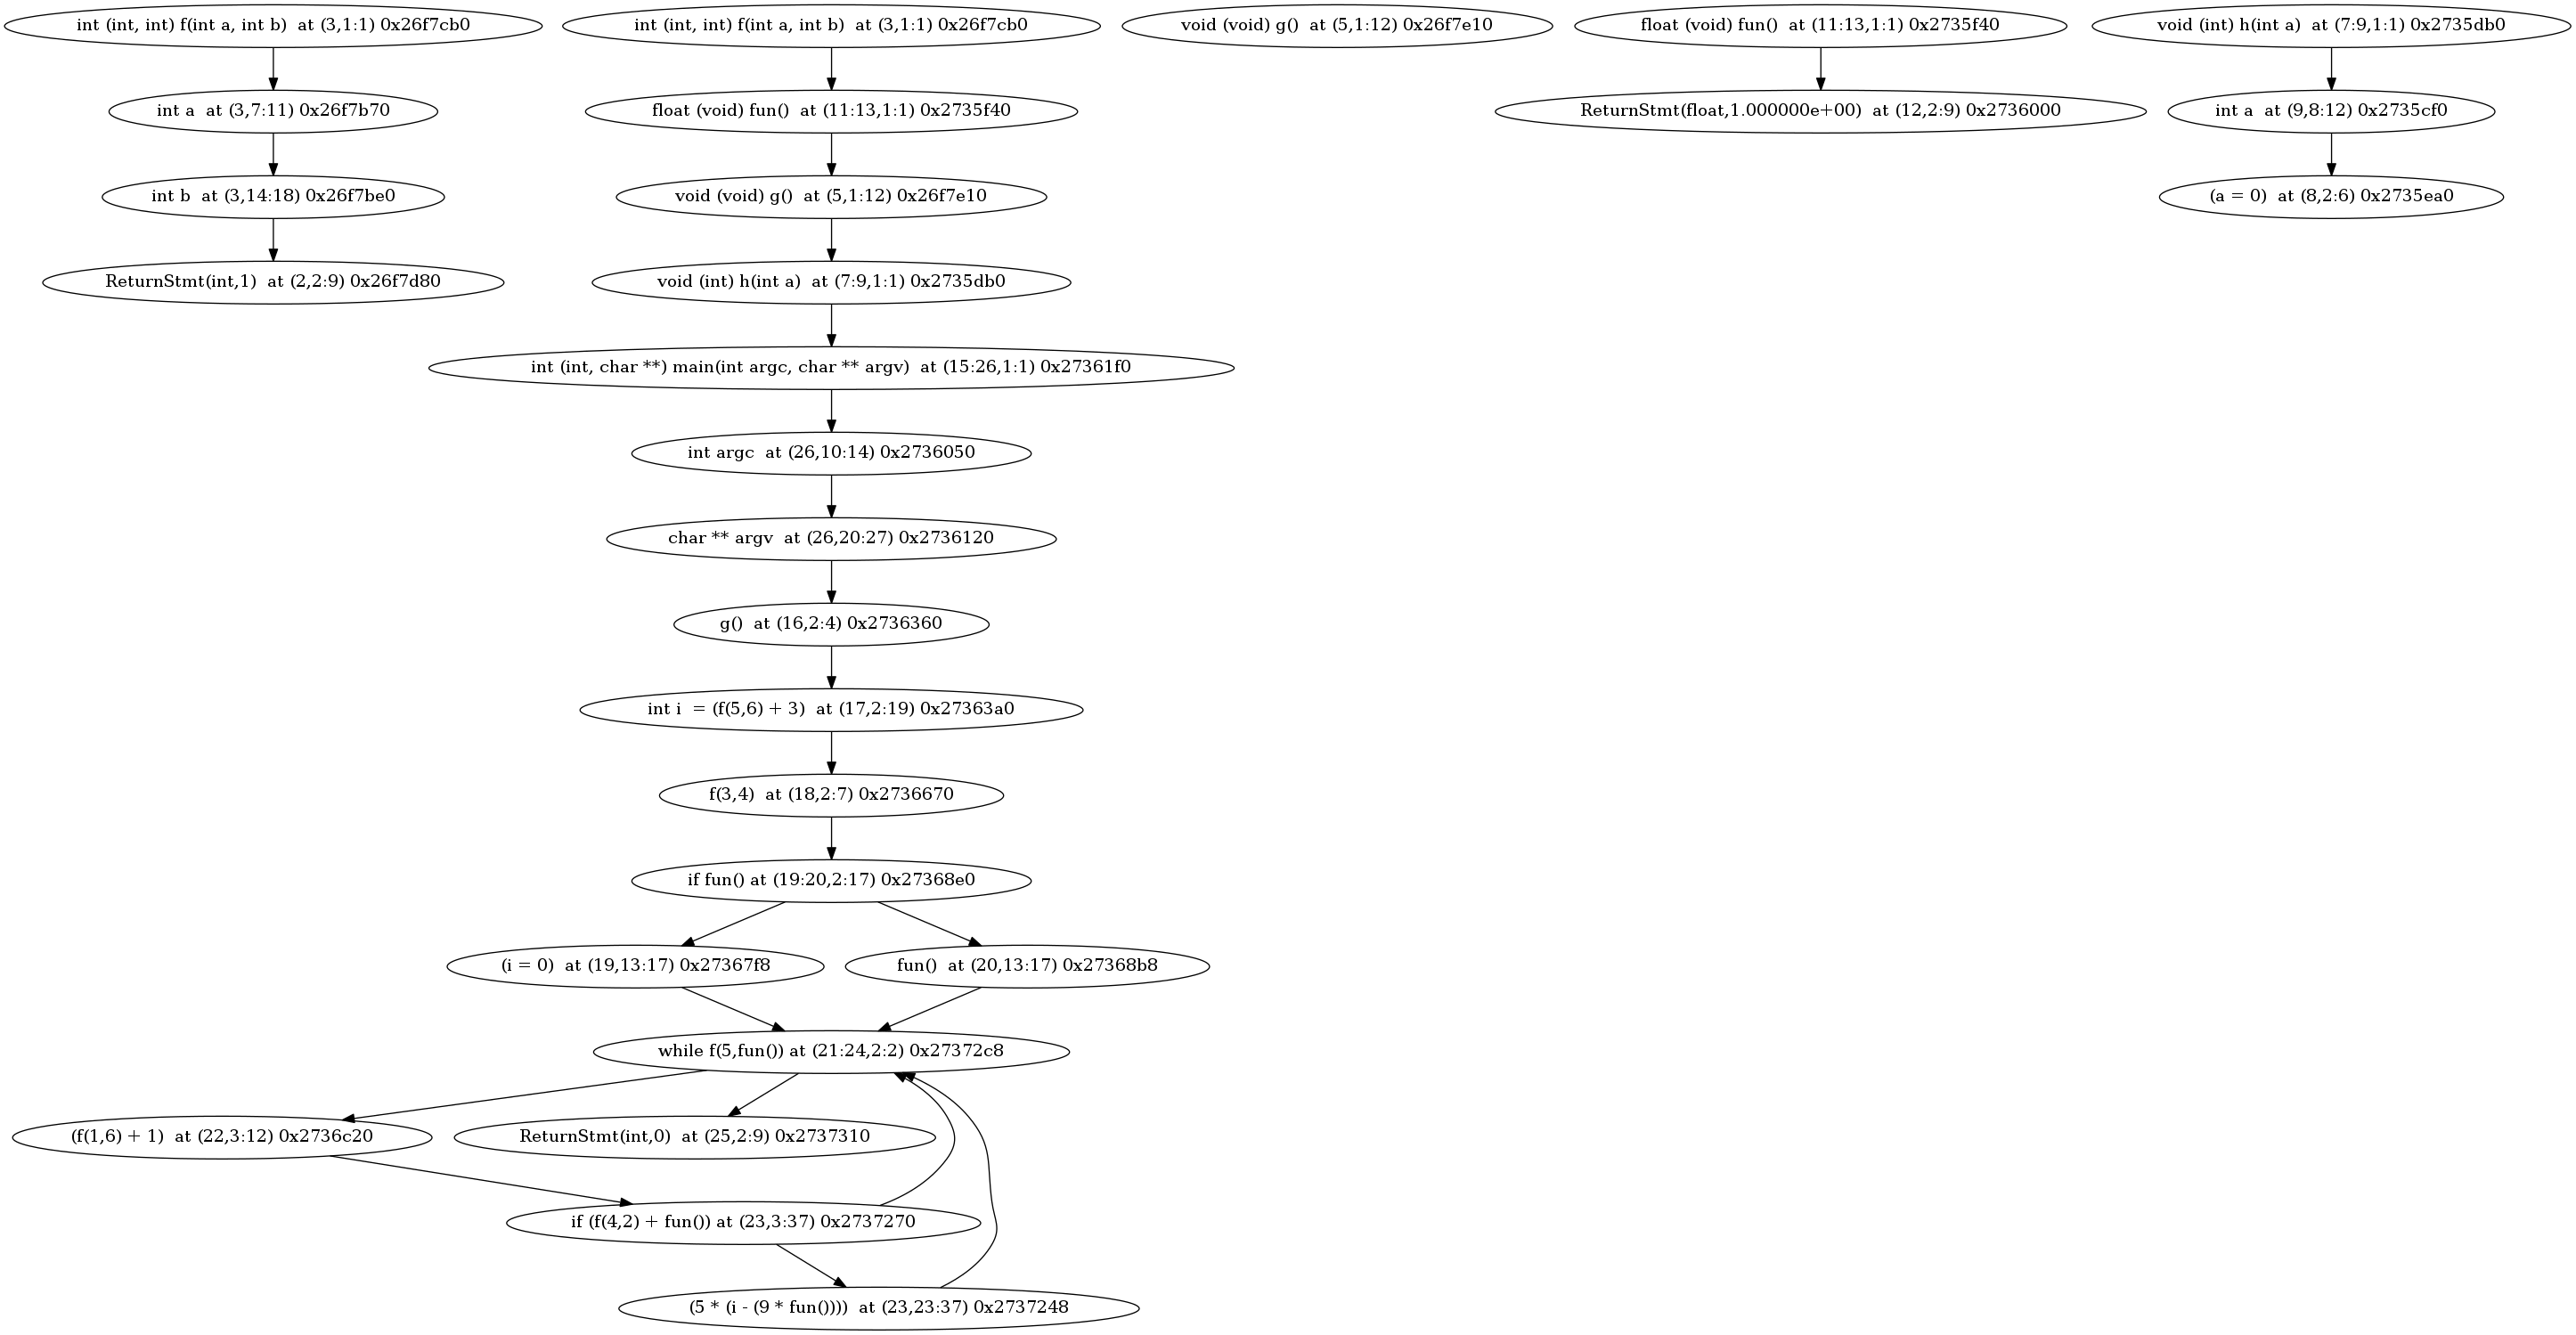 int (int, int) f(int a, int b)  at (3,1:1) 0x26f7cb0
int a  at (3,7:11) 0x26f7b70
int b  at (3,14:18) 0x26f7be0
ReturnStmt(int,1)  at (2,2:9) 0x26f7d80
int (int, int) f(int a, int b)  at (3,1:1) 0x26f7cb0
float (void) fun()  at (11:13,1:1) 0x2735f40
void (void) g()  at (5,1:12) 0x26f7e10
void (int) h(int a)  at (7:9,1:1) 0x2735db0
int (int, char **) main(int argc, char ** argv)  at (15:26,1:1) 0x27361f0
int argc  at (26,10:14) 0x2736050
char ** argv  at (26,20:27) 0x2736120
g()  at (16,2:4) 0x2736360
int i  = (f(5,6) + 3)  at (17,2:19) 0x27363a0
f(3,4)  at (18,2:7) 0x2736670
if fun() at (19:20,2:17) 0x27368e0
(i = 0)  at (19,13:17) 0x27367f8
fun()  at (20,13:17) 0x27368b8
while f(5,fun()) at (21:24,2:2) 0x27372c8
(f(1,6) + 1)  at (22,3:12) 0x2736c20
ReturnStmt(int,0)  at (25,2:9) 0x2737310
if (f(4,2) + fun()) at (23,3:37) 0x2737270
(5 * (i - (9 * fun())))  at (23,23:37) 0x2737248
void (void) g()  at (5,1:12) 0x26f7e10
float (void) fun()  at (11:13,1:1) 0x2735f40
ReturnStmt(float,1.000000e+00)  at (12,2:9) 0x2736000
void (int) h(int a)  at (7:9,1:1) 0x2735db0
int a  at (9,8:12) 0x2735cf0
(a = 0)  at (8,2:6) 0x2735ea0